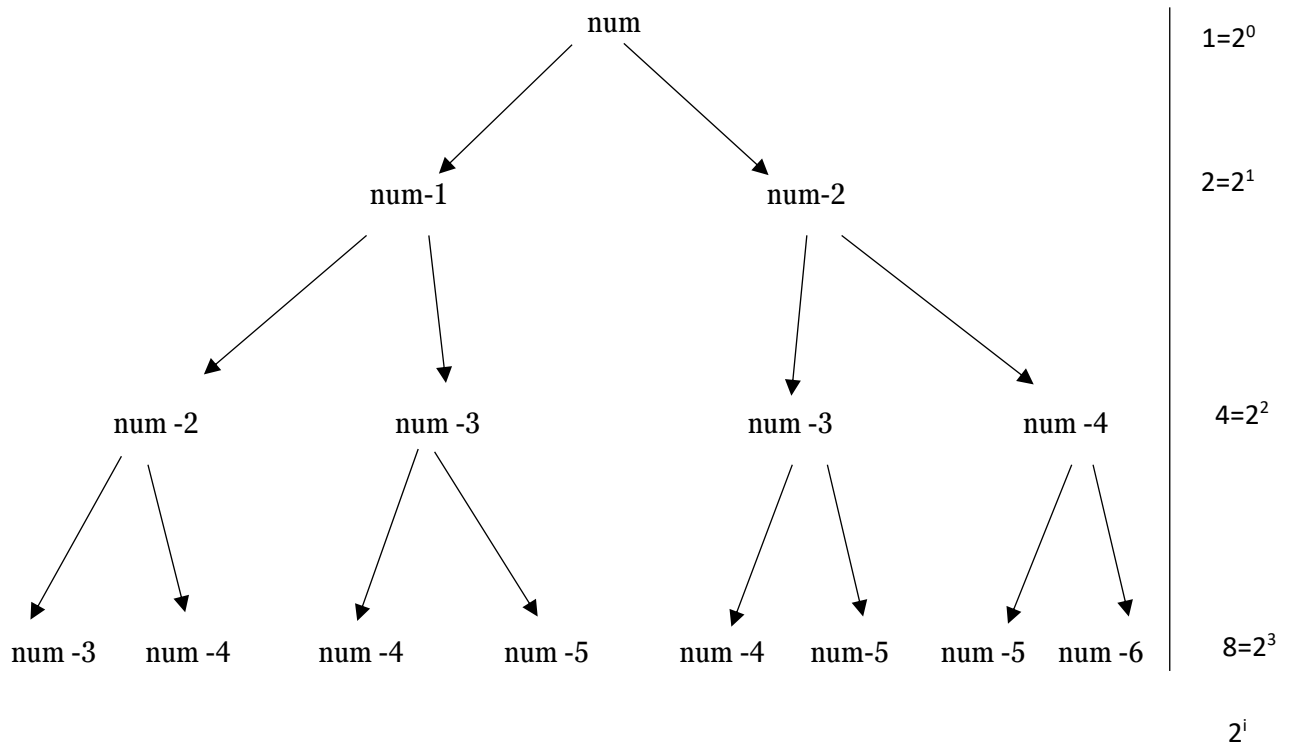 num 1=2⁰
num-1 num-2 2=2¹
num -2 num -3 num -3 num -4 4=2²
num -3 num -4 num -4 num -5 num -4 num-5 num -5 num -6 8=2³
2ⁱ